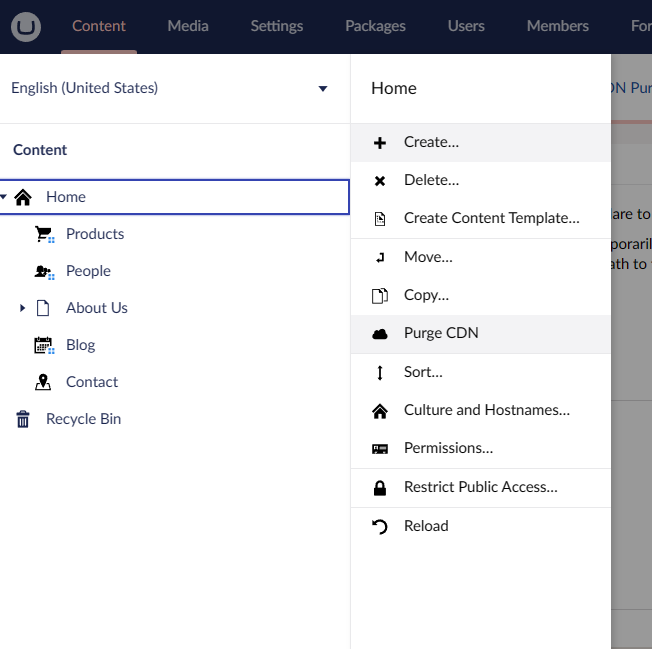 Content Media Settings Packages Users Members For
English (United States)
Content
Home
Products
People
About Us
Blog
Contact
Recycle Bin
Home
Create...
Delete...
Create Content Template...
Move...
Copy...
Purge CDN
Sort...
Culture and Hostnames...
Permissions...
Restrict Public Access...
Reload
DN Pur
are to
porari
ath to